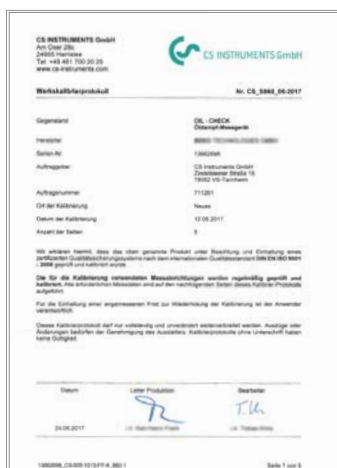 CS INSTRUMENTS GmbH
Am Oxer 28c
24955 Harrislee
Tel. +49 461 700 20 25
www.cs-instruments.com
CS INSTRUMENTS GmbH
Werkskalibrierprotokoll
Nr. CS_5860_05-2017
Gegenstand
OIL - CHECK
Öldampf-Messgerät
Hersteller
Serien-Nr.
Auftraggeber
CS Instruments GmbH
Zindelsteiner Straße 15
VS-Tannheim
Auftragsnummer
711251
Ort der Kalibrierung
Neuss
Datum der Kalibrierung
12.05.2017
Anzahl der Seiten
5
Wir erklären hiermit, dass das oben genannte Produkt unter Beachtung und Einhaltung eines
zertifizierten Qualitätssicherungssystems nach dem internationalen Qualitätsstandard DIN EN ISO 9001
: 2008 geprüft und kalibriert wurde.
Die für die Kalibrierung verwendeten Messeinrichtungen werden regelmäßig geprüft und
kalibriert. Alle erforderlichen Messdaten sind auf den nachfolgenden Seiten dieses Kalibrier-Protokolls
aufgeführt.
Für die Einhaltung einer angemessenen Frist zur Wiederholung der Kalibrierung ist der Anwender
verantwortlich.
Dieses Kalibrierprotokoll darf nur vollständig und unverändert weiterverbreitet werden. Auszüge oder
Änderungen bedürfen der Genehmigung des Ausstellers. Kalibrierprotokolle ohne Unterschrift haben
keine Gültigkeit.
Datum
Leiter Produktion
Bearbeiter
24.05.2017
Seite 1 von 5